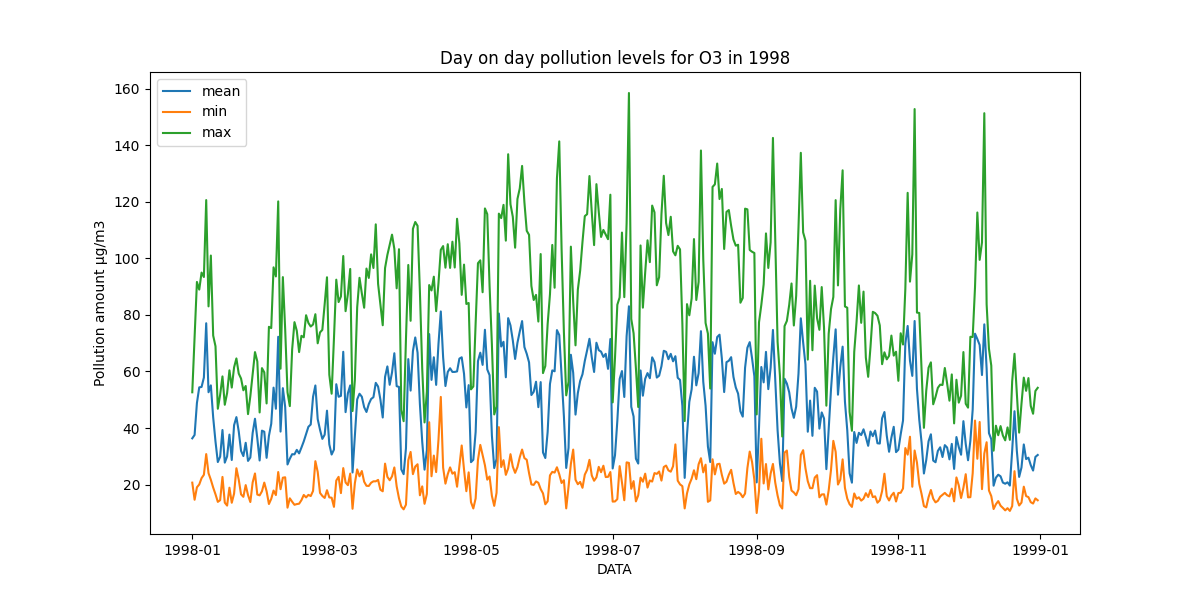 Day on day pollution levels for O3 in 1998
mean
min
max
160
140
120
100
80
60
40
20
Pollution amount µg/m3
1998-01
1998-03
1998-05
1998-07
1998-09
1998-11
1999-01
DATA